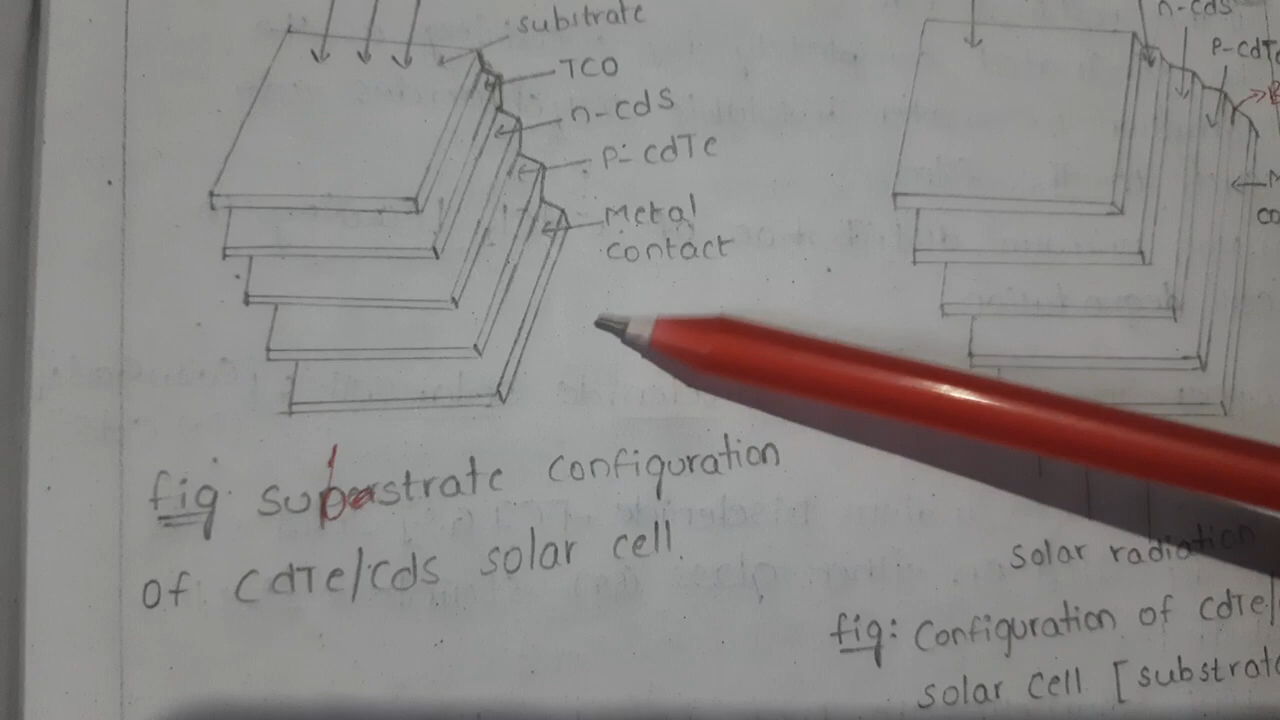 substrate
TCO
n-cds
P-CdTe
Metal
contact
fig. substrate configuration
of CdTe/Cds solar cell.
n-cds
P-CdTe
solar radiation
fig: Configuration of CdTe/
solar cell [substrate